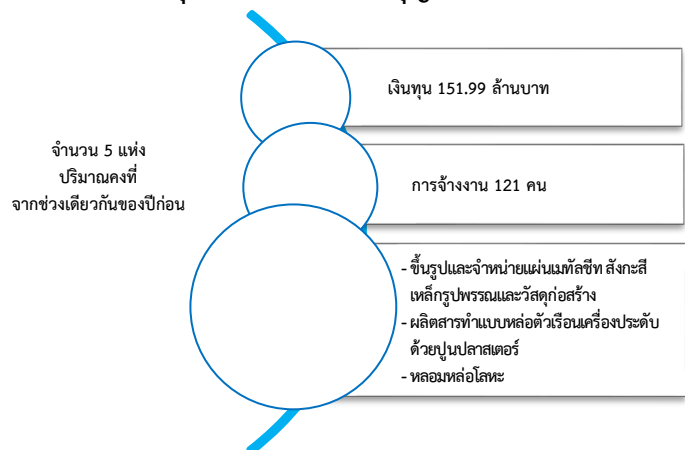 เงินทุน 151.99 ล้านบาท
จำนวน 5 แห่ง
ปริมาณคงที่
จากช่วงเดียวกันของปีก่อน
การจ้างงาน 121 คน
- ขึ้นรูปและจำหน่ายแผ่นเมทัลชีท สังกะสี
เหล็กรูปพรรณและวัสดุก่อสร้าง
- ผลิตสารทำแบบหล่อตัวเรือนเครื่องประดับ
ด้วยปูนปลาสเตอร์
- หลอมหล่อโลหะ